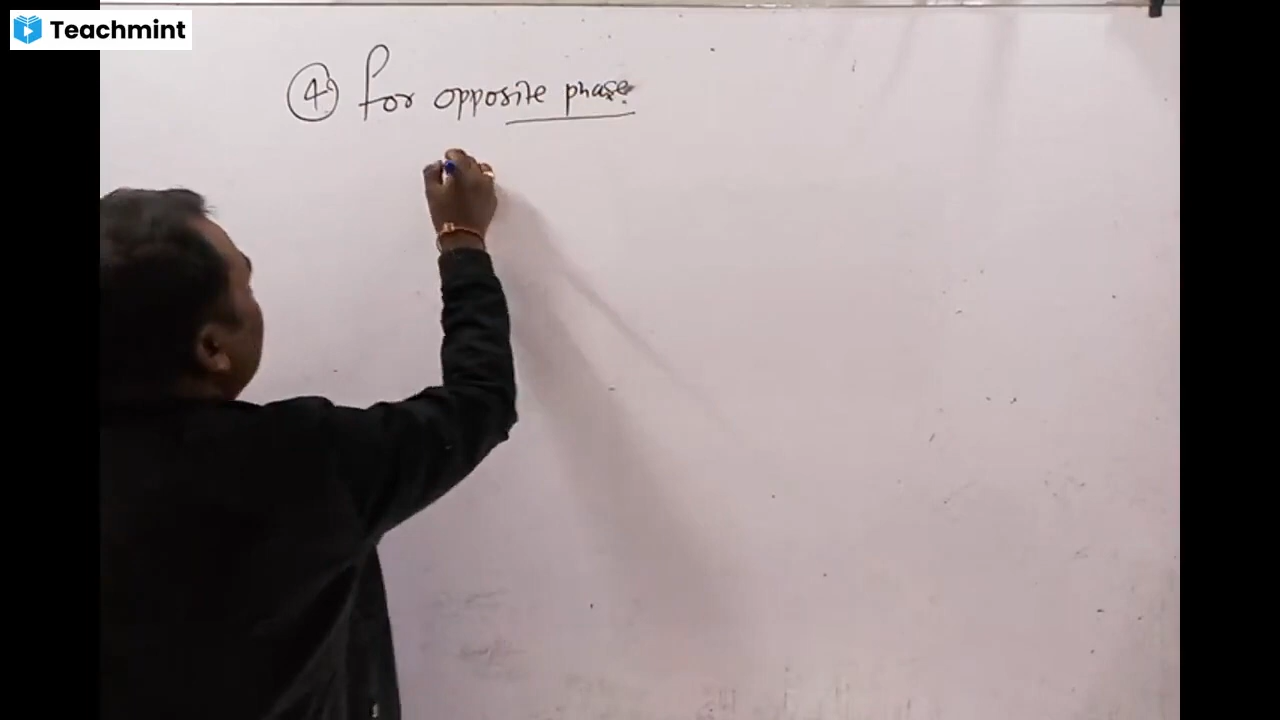 Teachmint
④ for opposite phase.